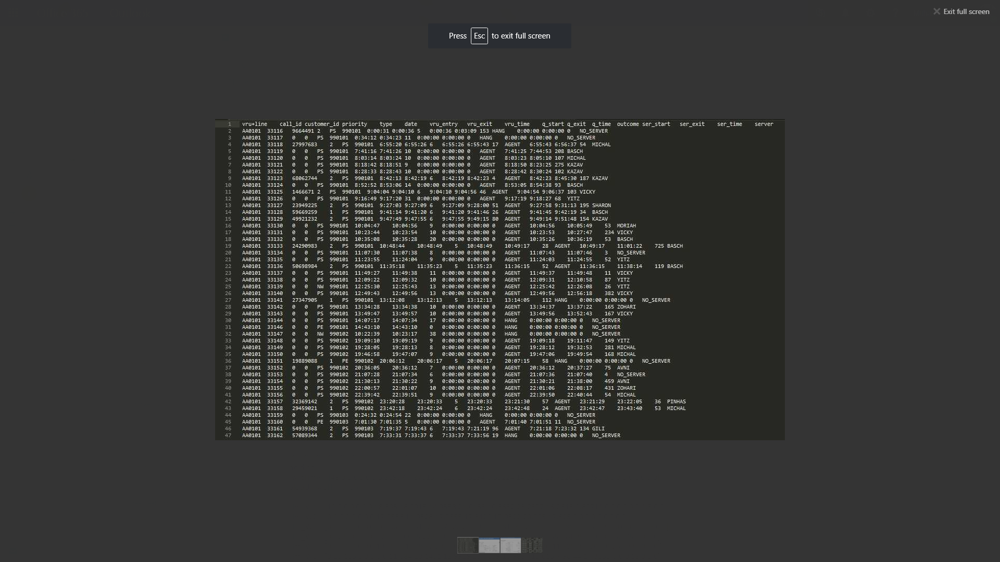 Exit full screen
Press Esc to exit full screen
1 vru+line call_id customer_id priority type date vru_entry vru_exit vru_time q_start q_exit q_time outcome ser_start ser_exit ser_time server
2 AA0101 33116 9664491 2 PS 990101 0:00:31 0:00:36 5 0:00:36 0:03:09 153 HANG 0:00:00 0:00:00 0 NO_SERVER
3 AA0101 33117 0 0 PS 990101 0:34:12 0:34:23 11 0:00:00 0:00:00 0 HANG 0:00:00 0:00:00 0 NO_SERVER
4 AA0101 33118 27997683 2 PS 990101 6:55:20 6:55:26 6 6:55:26 6:55:43 17 AGENT 6:55:43 6:56:37 54 MICHAL
5 AA0101 33119 0 0 PS 990101 7:41:16 7:41:26 10 0:00:00 0:00:00 0 AGENT 7:41:25 7:44:53 208 BASCH
6 AA0101 33120 0 0 PS 990101 8:03:14 8:03:24 10 0:00:00 0:00:00 0 AGENT 8:03:23 8:05:10 107 MICHAL
7 AA0101 33121 0 0 PS 990101 8:18:42 8:18:51 9 0:00:00 0:00:00 0 AGENT 8:18:50 8:23:25 275 KAZAV
8 AA0101 33122 0 0 PS 990101 8:28:33 8:28:43 10 0:00:00 0:00:00 0 AGENT 8:28:42 8:30:24 102 KAZAV
9 AA0101 33123 68062744 2 PS 990101 8:42:13 8:42:19 6 8:42:19 8:42:23 4 AGENT 8:42:23 8:45:30 187 KAZAV
10 AA0101 33124 0 0 PS 990101 8:52:52 8:53:06 14 0:00:00 0:00:00 0 AGENT 8:53:05 8:54:38 93 BASCH
11 AA0101 33125 1466671 2 PS 990101 9:04:04 9:04:10 6 9:04:10 9:04:56 46 AGENT 9:04:54 9:06:37 103 VICKY
12 AA0101 33126 0 0 PS 990101 9:16:49 9:17:20 31 0:00:00 0:00:00 0 AGENT 9:17:19 9:18:27 68 YITZ
13 AA0101 33127 23949225 2 PS 990101 9:27:03 9:27:09 6 9:27:09 9:28:00 51 AGENT 9:27:58 9:31:13 195 SHARON
14 AA0101 33128 59669259 1 PS 990101 9:41:14 9:41:20 6 9:41:20 9:41:46 26 AGENT 9:41:45 9:42:19 34 BASCH
15 AA0101 33129 49921232 2 PS 990101 9:47:49 9:47:55 6 9:47:55 9:49:15 80 AGENT 9:49:14 9:51:48 154 KAZAV
16 AA0101 33130 0 0 PS 990101 10:04:47 10:04:56 9 0:00:00 0:00:00 0 AGENT 10:04:56 10:05:49 53 MORIAH
17 AA0101 33131 0 0 PS 990101 10:23:44 10:23:54 10 0:00:00 0:00:00 0 AGENT 10:23:53 10:27:47 234 VICKY
18 AA0101 33132 0 0 PS 990101 10:35:08 10:35:28 20 0:00:00 0:00:00 0 AGENT 10:35:26 10:36:19 53 BASCH
19 AA0101 33133 24290983 2 PS 990101 10:48:44 10:48:49 5 10:48:49 10:49:17 28 AGENT 10:49:17 11:01:22 725 BASCH
20 AA0101 33134 0 0 PS 990101 11:07:30 11:07:38 8 0:00:00 0:00:00 0 AGENT 11:07:43 11:07:46 3 NO_SERVER
21 AA0101 33135 0 0 PS 990101 11:23:55 11:24:04 9 0:00:00 0:00:00 0 AGENT 11:24:03 11:24:55 52 YITZ
22 AA0101 33136 50698984 2 PS 990101 11:35:18 11:35:23 5 11:35:23 11:36:15 52 AGENT 11:36:15 11:38:14 119 BASCH
23 AA0101 33137 0 0 PS 990101 11:49:27 11:49:38 11 0:00:00 0:00:00 0 AGENT 11:49:37 11:49:48 11 VICKY
24 AA0101 33138 0 0 PS 990101 12:09:22 12:09:32 10 0:00:00 0:00:00 0 AGENT 12:09:31 12:10:58 87 YITZ
25 AA0101 33139 0 0 NW 990101 12:25:30 12:25:43 13 0:00:00 0:00:00 0 AGENT 12:25:42 12:26:08 26 YITZ
26 AA0101 33140 0 0 PS 990101 12:49:43 12:49:56 13 0:00:00 0:00:00 0 AGENT 12:49:56 12:56:18 382 VICKY
27 AA0101 33141 27347905 1 PS 990101 13:12:08 13:12:13 5 13:12:13 13:14:05 112 HANG 0:00:00 0:00:00 0 NO_SERVER
28 AA0101 33142 0 0 PS 990101 13:34:28 13:34:38 10 0:00:00 0:00:00 0 AGENT 13:34:37 13:37:22 165 ZOHARI
29 AA0101 33143 0 0 PS 990101 13:49:47 13:49:57 10 0:00:00 0:00:00 0 AGENT 13:49:56 13:52:43 167 VICKY
30 AA0101 33144 0 0 PS 990101 14:07:17 14:07:34 17 0:00:00 0:00:00 0 HANG 0:00:00 0:00:00 0 NO_SERVER
31 AA0101 33146 0 0 PE 990101 14:43:10 14:43:10 0 0:00:00 0:00:00 0 HANG 0:00:00 0:00:00 0 NO_SERVER
32 AA0101 33147 0 0 NW 990102 10:22:39 10:23:17 38 0:00:00 0:00:00 0 HANG 0:00:00 0:00:00 0 NO_SERVER
33 AA0101 33148 0 0 PS 990102 19:09:10 19:09:19 9 0:00:00 0:00:00 0 AGENT 19:09:18 19:11:47 149 YITZ
34 AA0101 33149 0 0 PS 990102 19:28:05 19:28:13 8 0:00:00 0:00:00 0 AGENT 19:28:12 19:32:53 281 MICHAL
35 AA0101 33150 0 0 PS 990102 19:46:58 19:47:07 9 0:00:00 0:00:00 0 AGENT 19:47:06 19:49:54 168 MICHAL
36 AA0101 33151 19889088 1 PE 990102 20:06:12 20:06:17 5 20:06:17 20:07:15 58 HANG 0:00:00 0:00:00 0 NO_SERVER
37 AA0101 33152 0 0 PS 990102 20:36:05 20:36:12 7 0:00:00 0:00:00 0 AGENT 20:36:12 20:37:27 75 AVNI
38 AA0101 33153 0 0 PS 990102 21:07:28 21:07:34 6 0:00:00 0:00:00 0 AGENT 21:07:36 21:07:40 4 NO_SERVER
39 AA0101 33154 0 0 PS 990102 21:30:13 21:30:22 9 0:00:00 0:00:00 0 AGENT 21:30:21 21:38:00 459 AVNI
40 AA0101 33155 0 0 PS 990102 22:00:57 22:01:07 10 0:00:00 0:00:00 0 AGENT 22:01:06 22:08:17 431 ZOHARI
41 AA0101 33156 0 0 PS 990102 22:39:42 22:39:51 9 0:00:00 0:00:00 0 AGENT 22:39:50 22:40:44 54 MICHAL
42 AA0101 33157 32369142 2 PS 990102 23:20:28 23:20:33 5 23:20:33 23:21:30 57 AGENT 23:21:29 23:22:05 36 PINHAS
43 AA0101 33158 29459021 1 PS 990102 23:42:18 23:42:24 6 23:42:24 23:42:48 24 AGENT 23:42:47 23:43:40 53 MICHAL
44 AA0101 33159 0 0 PS 990103 0:24:32 0:24:54 22 0:00:00 0:00:00 0 HANG 0:00:00 0:00:00 0 NO_SERVER
45 AA0101 33160 0 0 PE 990103 7:01:30 7:01:35 5 0:00:00 0:00:00 0 AGENT 7:01:40 7:01:51 11 NO_SERVER
46 AA0101 33161 54939368 2 PS 990103 7:19:37 7:19:43 6 7:19:43 7:21:19 96 AGENT 7:21:18 7:23:32 134 GILI
47 AA0101 33162 57089344 2 PS 990103 7:33:31 7:33:37 6 7:33:37 7:33:56 19 HANG 0:00:00 0:00:00 0 NO_SERVER